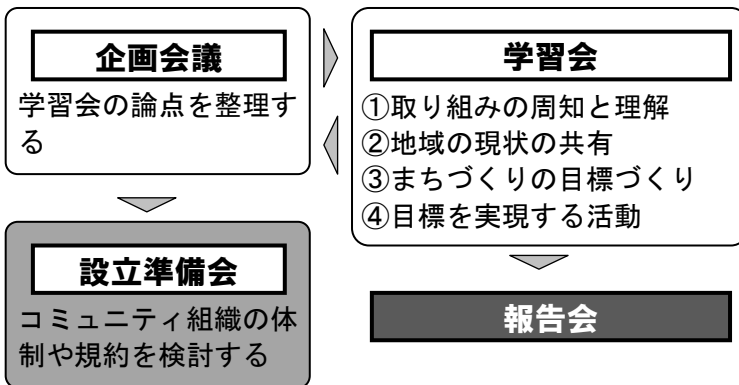 企画会議
学習会の論点を整理す
る
学習会
①取り組みの周知と理解
②地域の現状の共有
③まちづくりの目標づくり
④目標を実現する活動
設立準備会
コミュニティ組織の体
制や規約を検討する
報告会